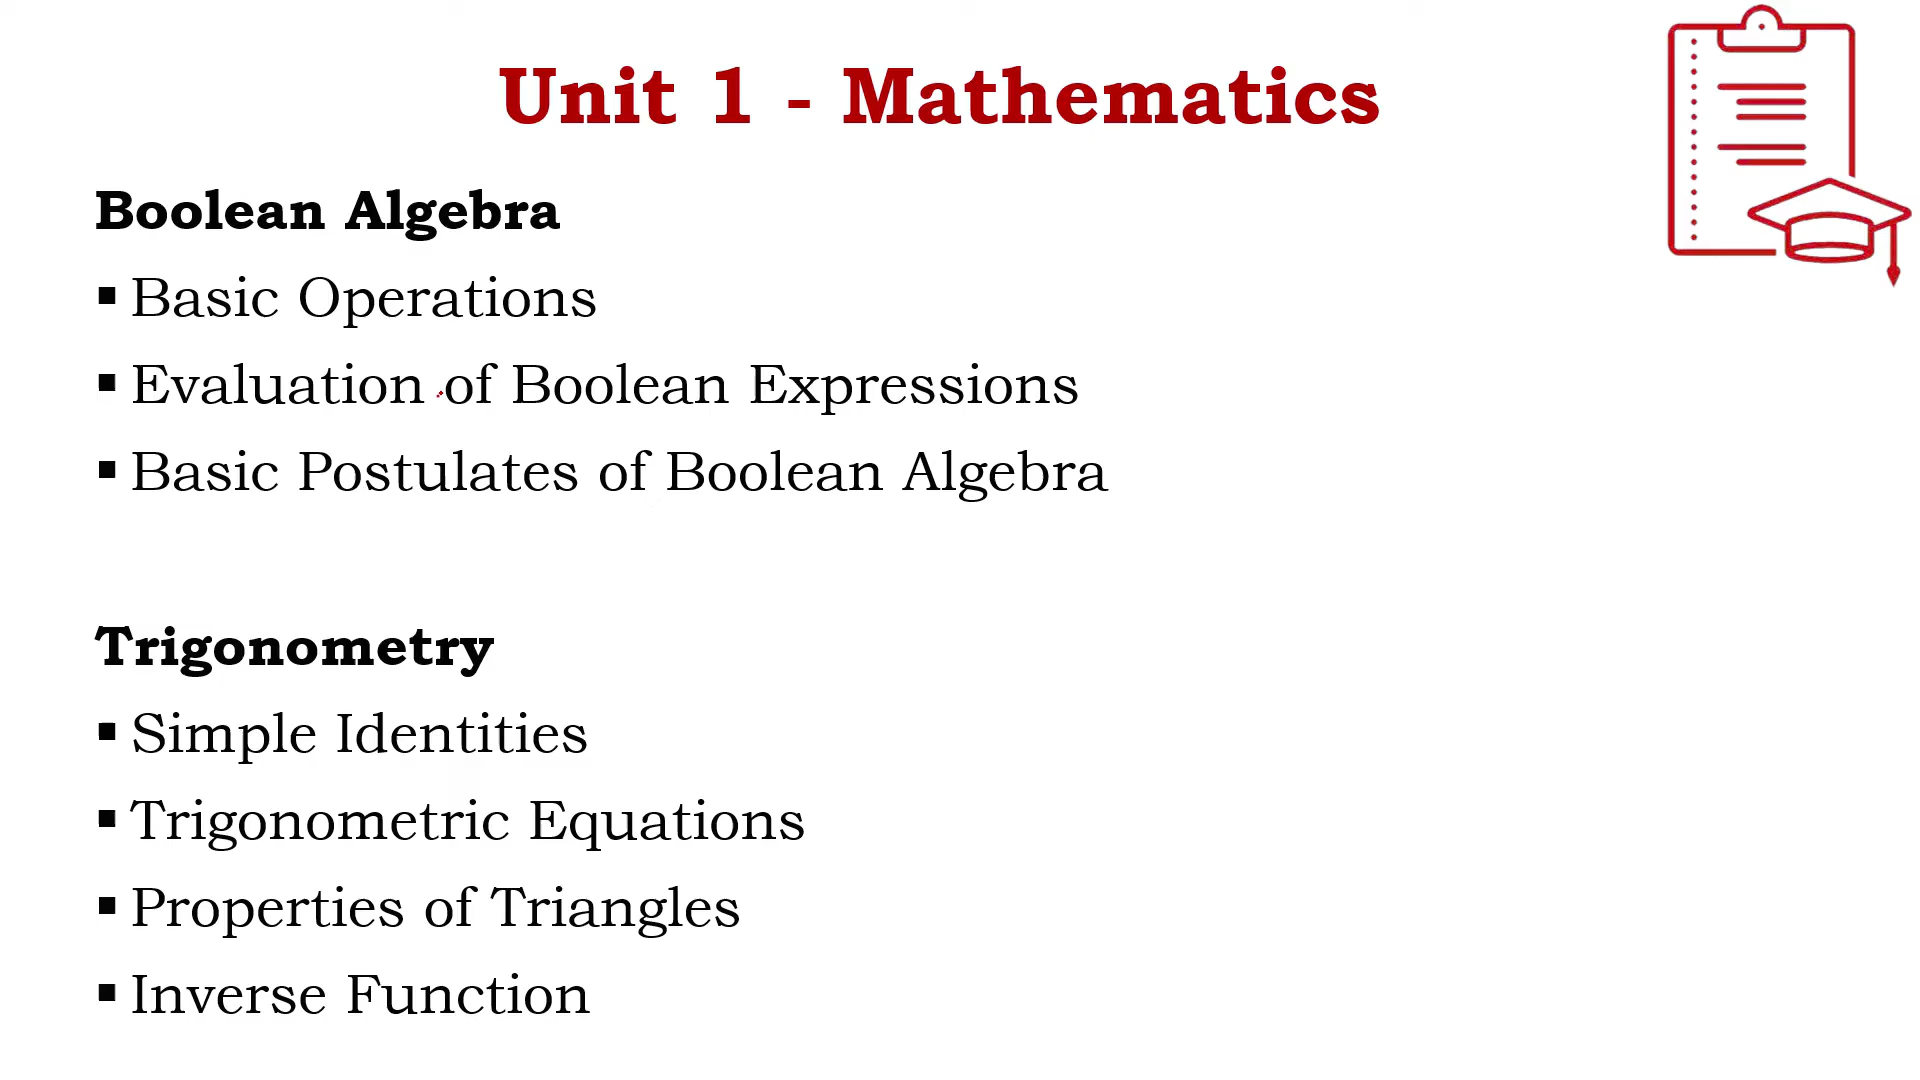 Unit 1 - Mathematics
Boolean Algebra
▪ Basic Operations
▪ Evaluation of Boolean Expressions
▪ Basic Postulates of Boolean Algebra
Trigonometry
▪ Simple Identities
▪ Trigonometric Equations
▪ Properties of Triangles
▪ Inverse Function